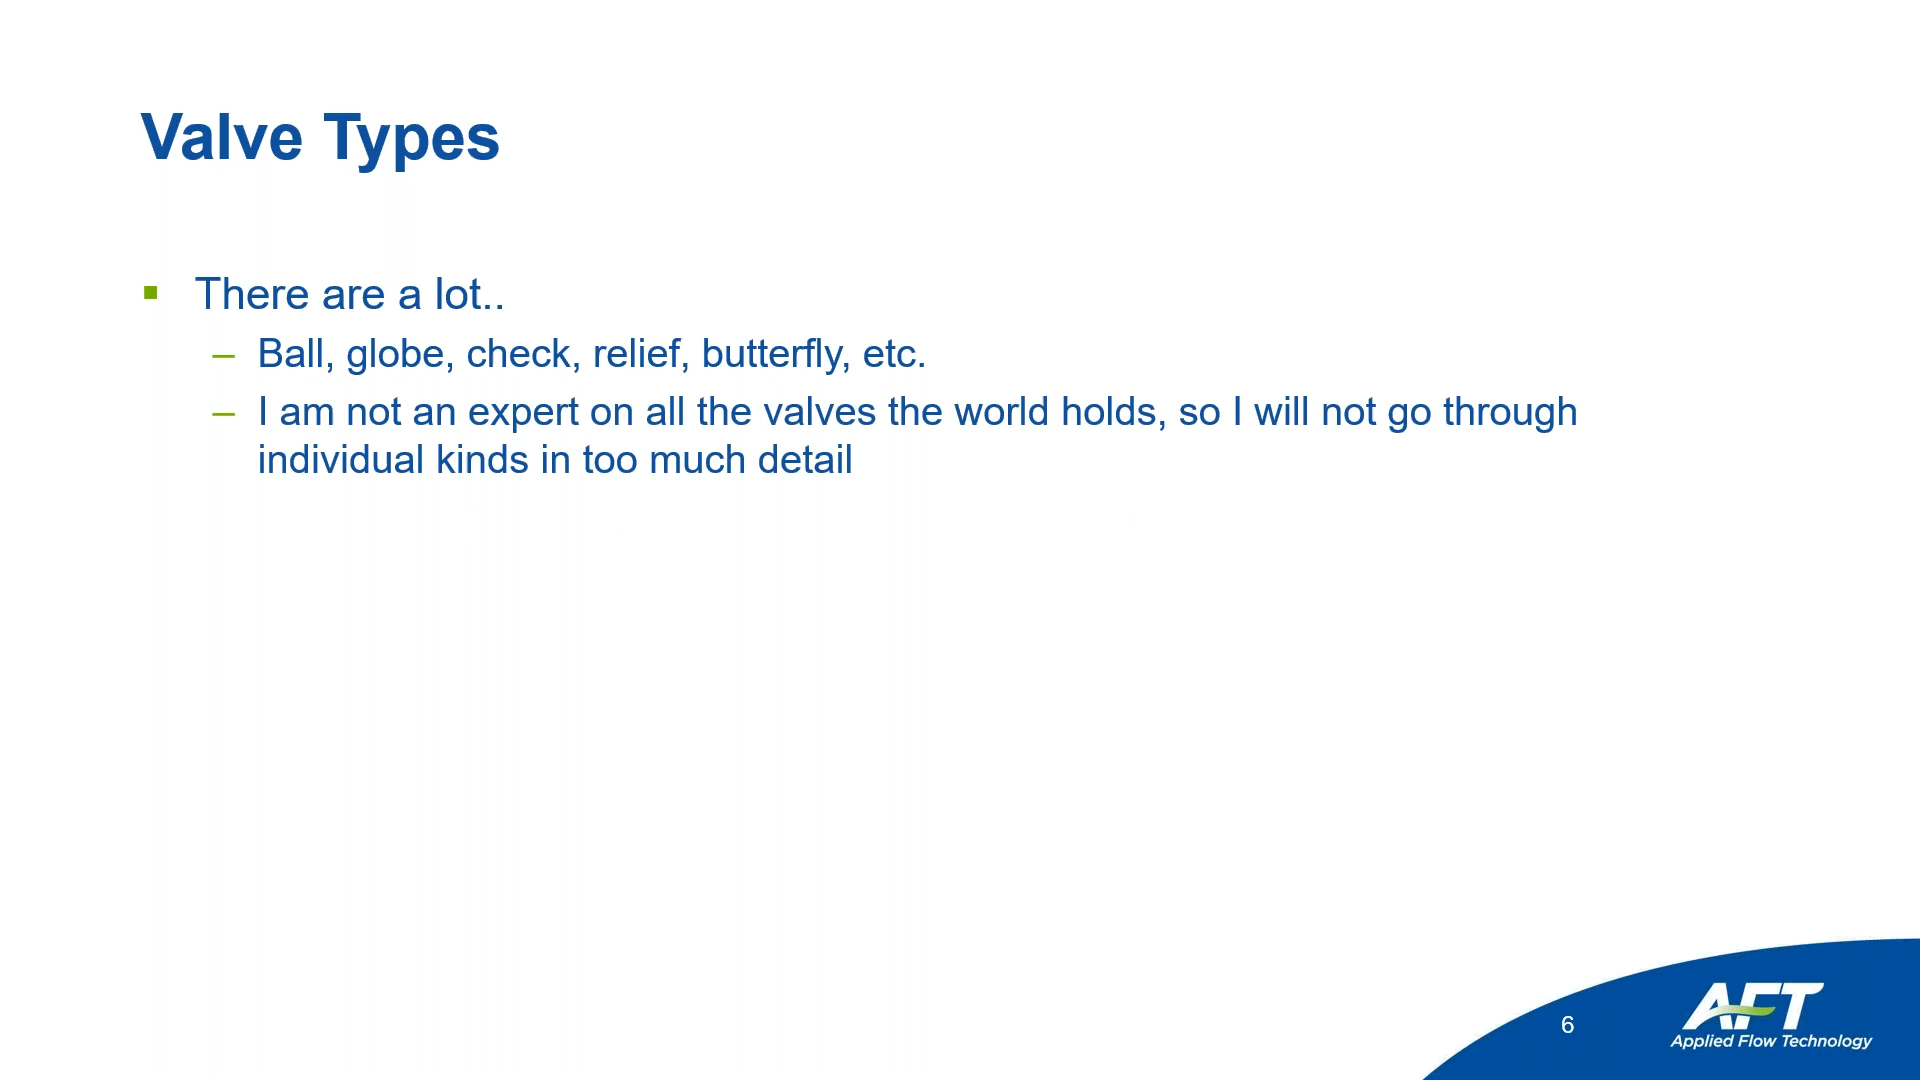 Valve Types
▪ There are a lot..
– Ball, globe, check, relief, butterfly, etc.
– I am not an expert on all the valves the world holds, so I will not go through
individual kinds in too much detail
6
AFT
Applied Flow Technology